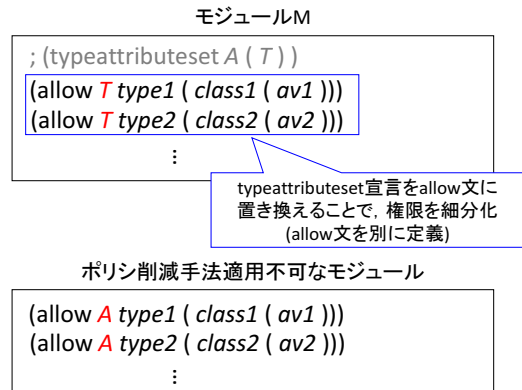 モジュールM
; (typeattributeset A ( T ) )
(allow T type1 ( class1 ( av1 )))
(allow T type2 ( class2 ( av2 )))
⋮
typeattributeset宣言をallow文に
置き換えることで, 権限を細分化
(allow文を別に定義)
ポリシ削減手法適用不可なモジュール
(allow A type1 ( class1 ( av1 )))
(allow A type2 ( class2 ( av2 )))
⋮